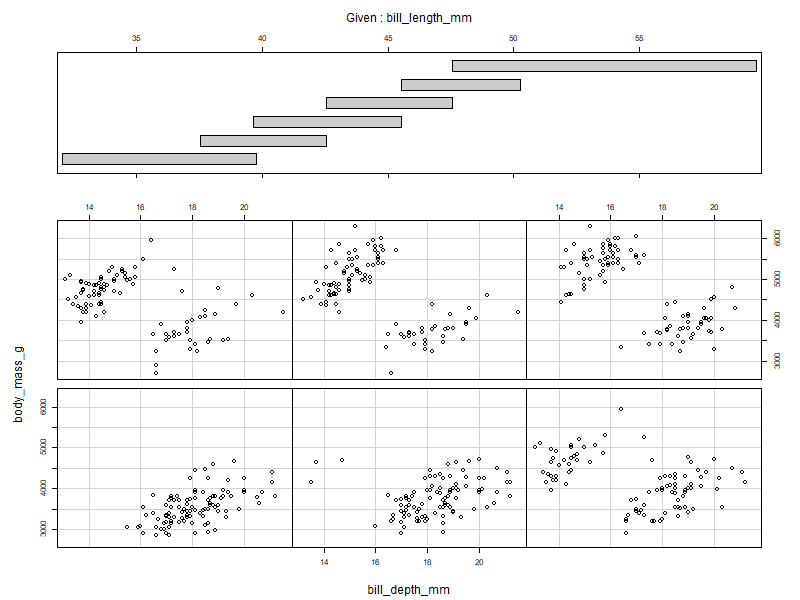 Given : bill_length_mm
35 40 45 50 55
14 16 18 20 14 16 18 20
3000 4000 5000 6000
body_mass_g
3000 4000 5000 6000
14 16 18 20
bill_depth_mm